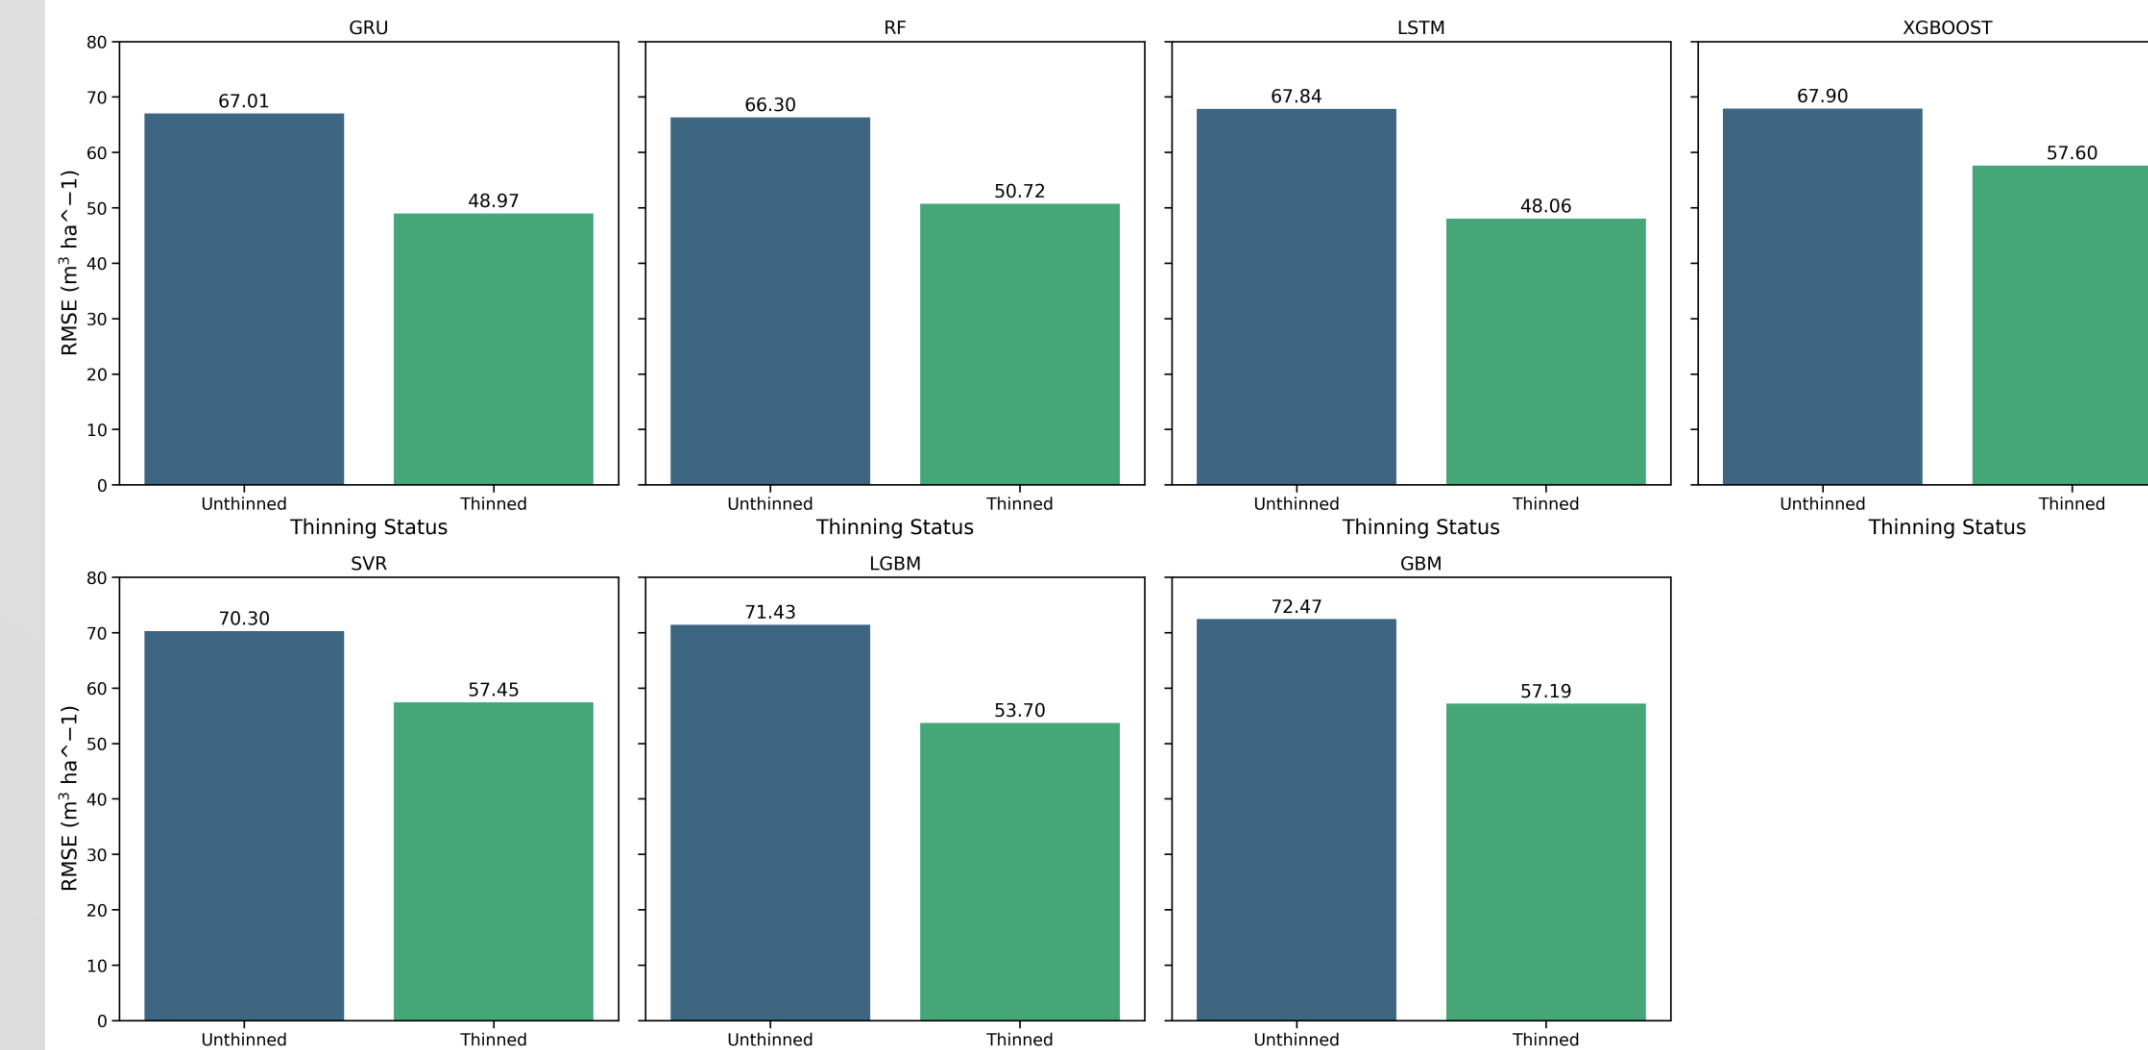 GRU
RF
LSTM
XGBOOST
80
70
60
50
40
30
20
10
0
RMSE (m³ ha^−1)
67.01
48.97
66.30
50.72
67.84
48.06
67.90
57.60
Unthinned
Thinned
Unthinned
Thinned
Unthinned
Thinned
Unthinned
Thinned
Thinning Status
Thinning Status
Thinning Status
Thinning Status
SVR
LGBM
GBM
80
70
60
50
40
30
20
10
0
RMSE (m³ ha^−1)
70.30
57.45
71.43
53.70
72.47
57.19
Unthinned
Thinned
Unthinned
Thinned
Unthinned
Thinned